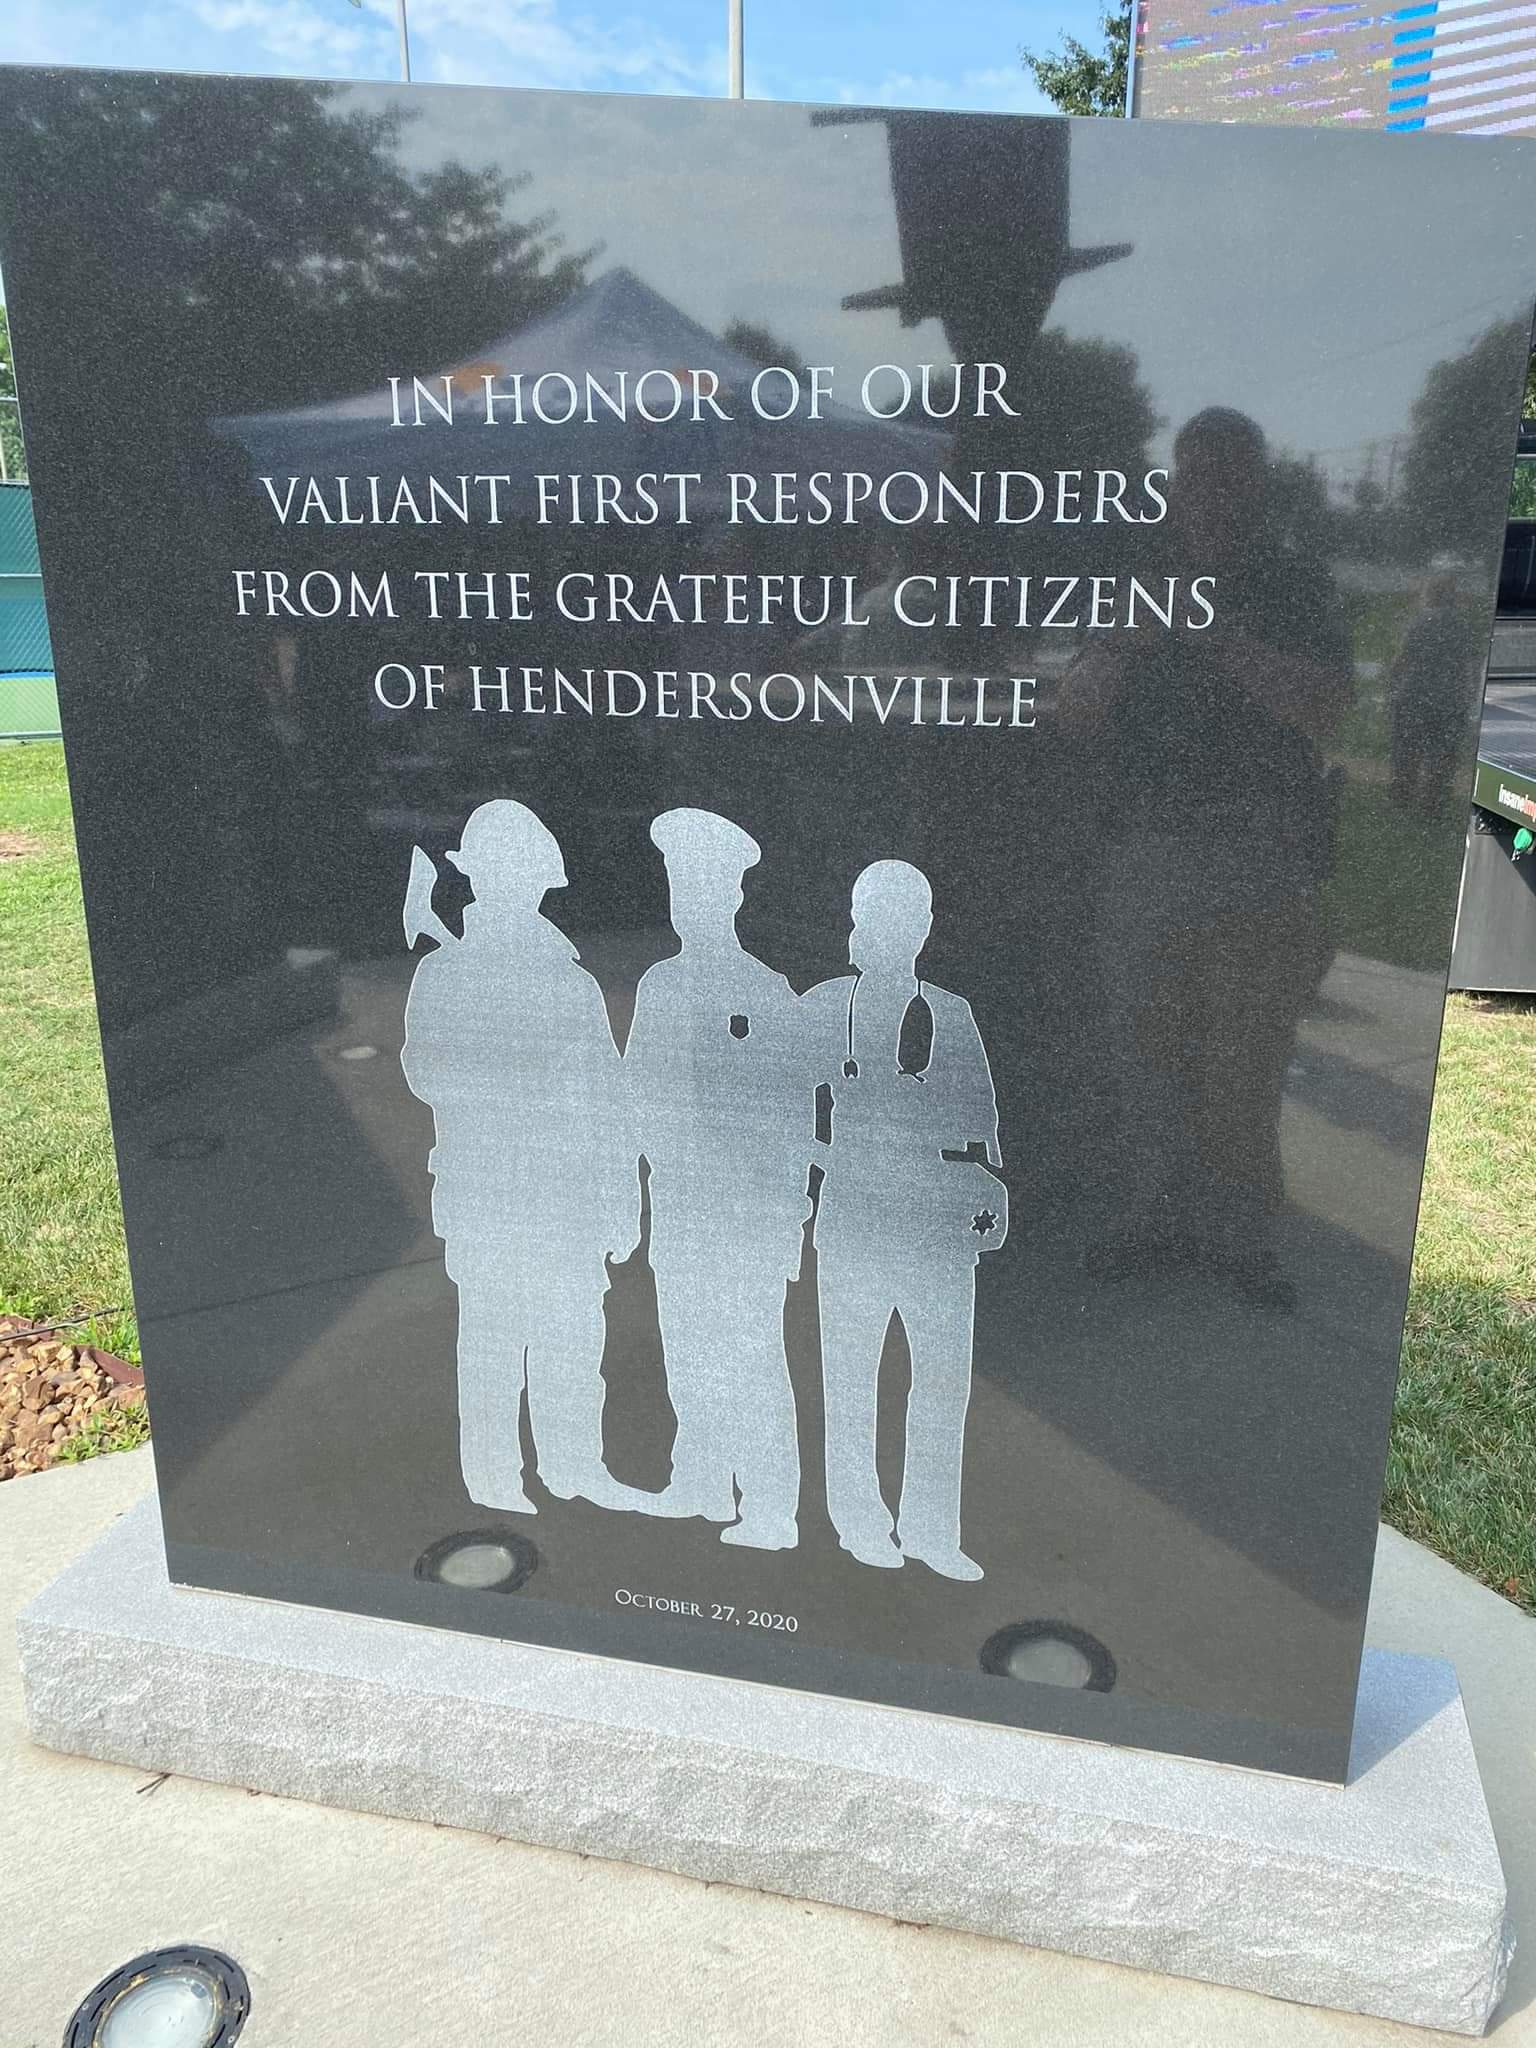 IN HONOR OF OUR
VALIANT FIRST RESPONDERS
FROM THE GRATEFUL CITIZENS
OF HENDERSONVILLE
OCTOBER 27, 2020